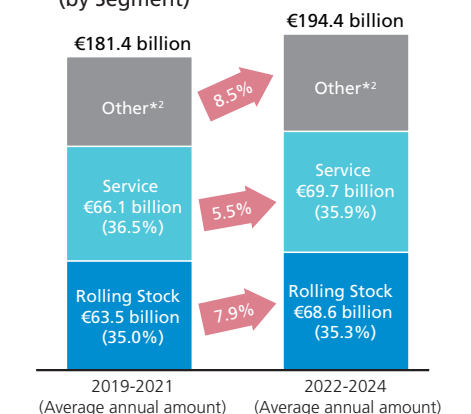 (by Segment)
€181.4 billion
€194.4 billion
Other*2
8.5%
Other*2
Service
€66.1 billion
(36.5%)
5.5%
Service
€69.7 billion
(35.9%)
Rolling Stock
€63.5 billion
(35.0%)
7.9%
Rolling Stock
€68.6 billion
(35.3%)
2019-2021
(Average annual amount)
2022-2024
(Average annual amount)